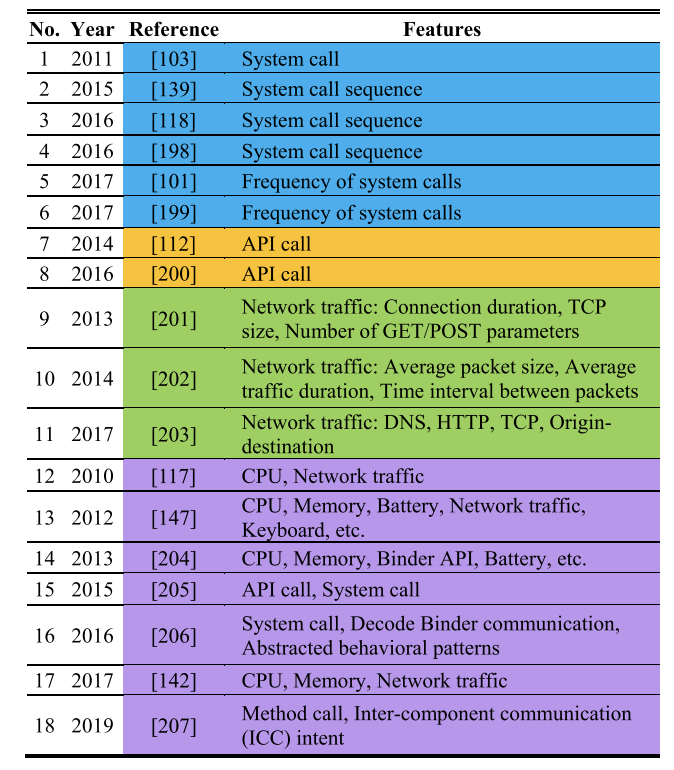 No. Year Reference Features
1 2011 [103] System call
2 2015 [139] System call sequence
3 2016 [118] System call sequence
4 2016 [198] System call sequence
5 2017 [101] Frequency of system calls
6 2017 [199] Frequency of system calls
7 2014 [112] API call
8 2016 [200] API call
9 2013 [201] Network traffic: Connection duration, TCP
size, Number of GET/POST parameters
10 2014 [202] Network traffic: Average packet size, Average
traffic duration, Time interval between packets
11 2017 [203] Network traffic: DNS, HTTP, TCP, Origin-
destination
12 2010 [117] CPU, Network traffic
13 2012 [147] CPU, Memory, Battery, Network traffic,
Keyboard, etc.
14 2013 [204] CPU, Memory, Binder API, Battery, etc.
15 2015 [205] API call, System call
16 2016 [206] System call, Decode Binder communication,
Abstracted behavioral patterns
17 2017 [142] CPU, Memory, Network traffic
18 2019 [207] Method call, Inter-component communication
(ICC) intent